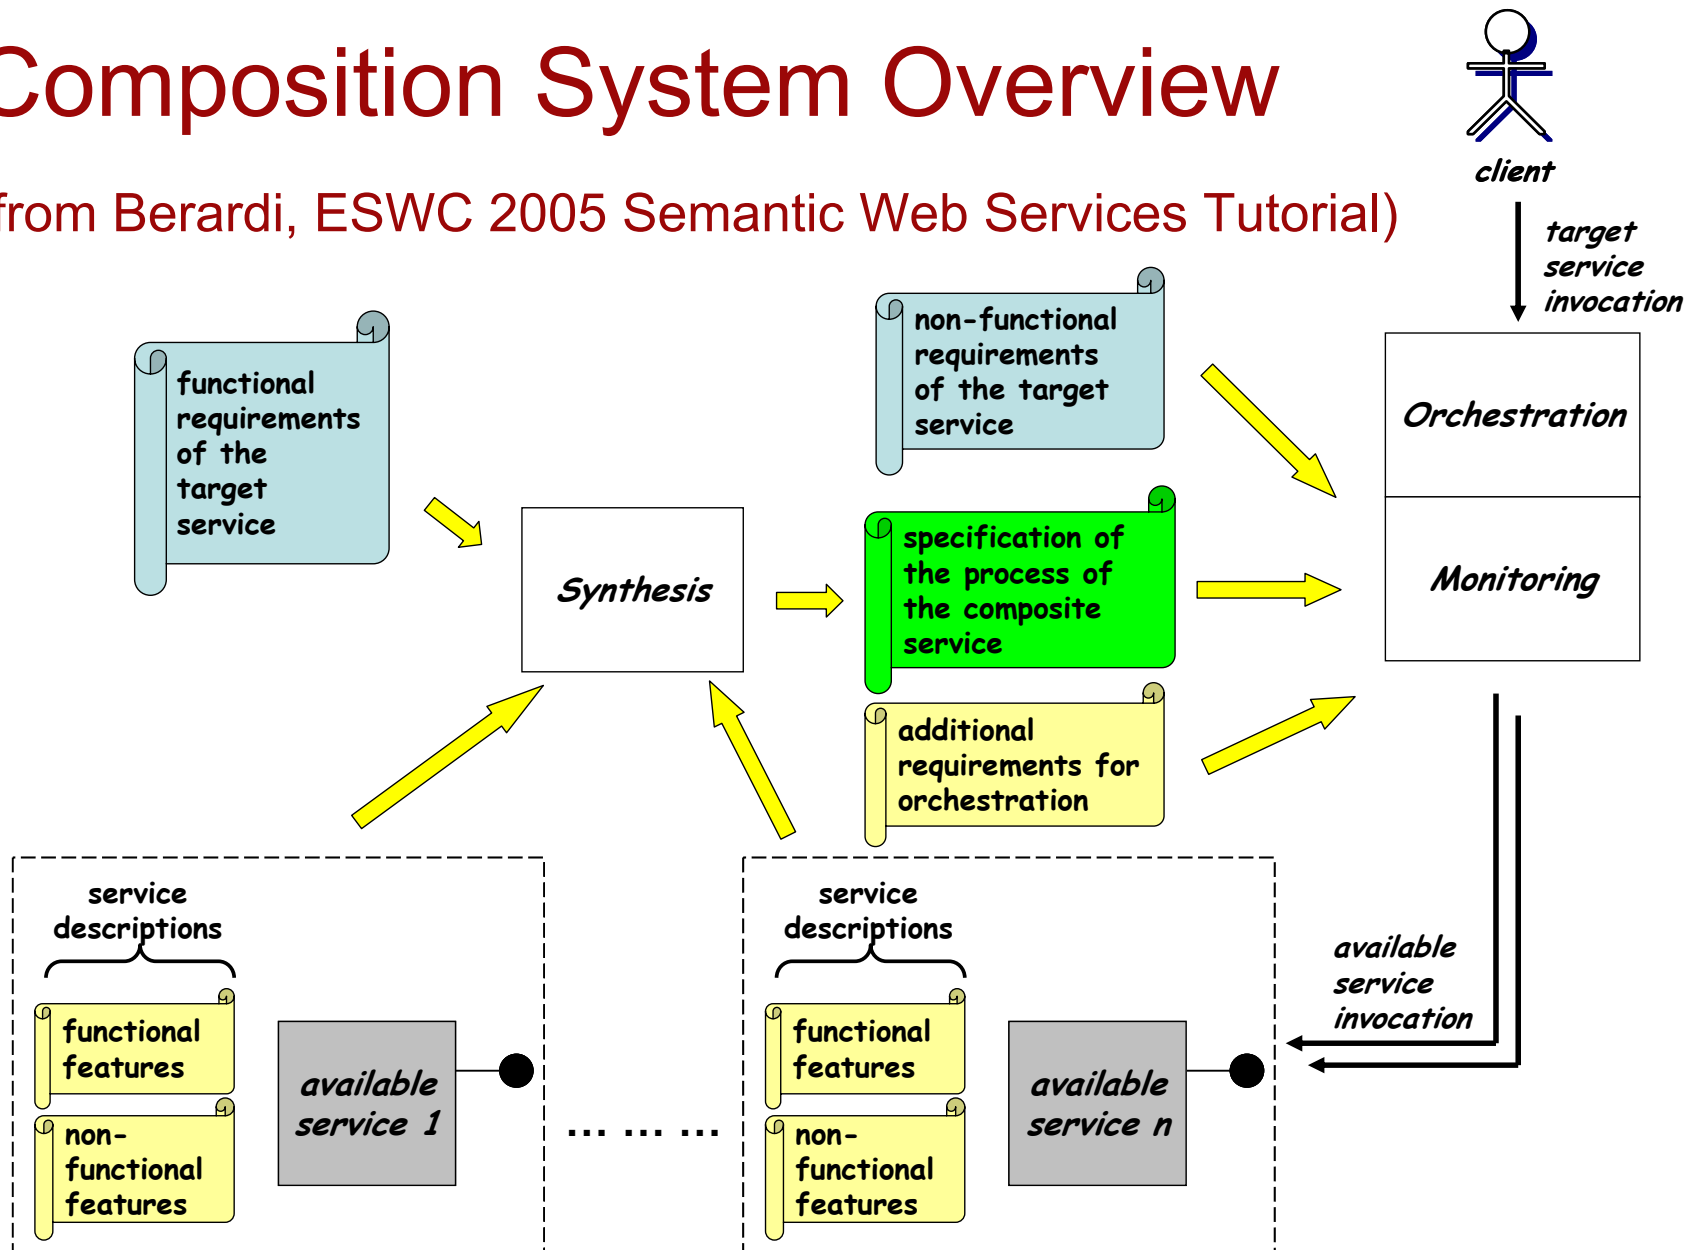 Composition System Overview
from Berardi, ESWC 2005 Semantic Web Services Tutorial)
client
target
service
invocation
functional
requirements
of the
target
service
non-functional
requirements
of the target
service
Orchestration
Synthesis
specification of
the process of
the composite
service
Monitoring
additional
requirements for
orchestration
service
descriptions
functional
features
non-
functional
features
available
service 1
... ... ...
service
descriptions
functional
features
non-
functional
features
available
service n
available
service
invocation